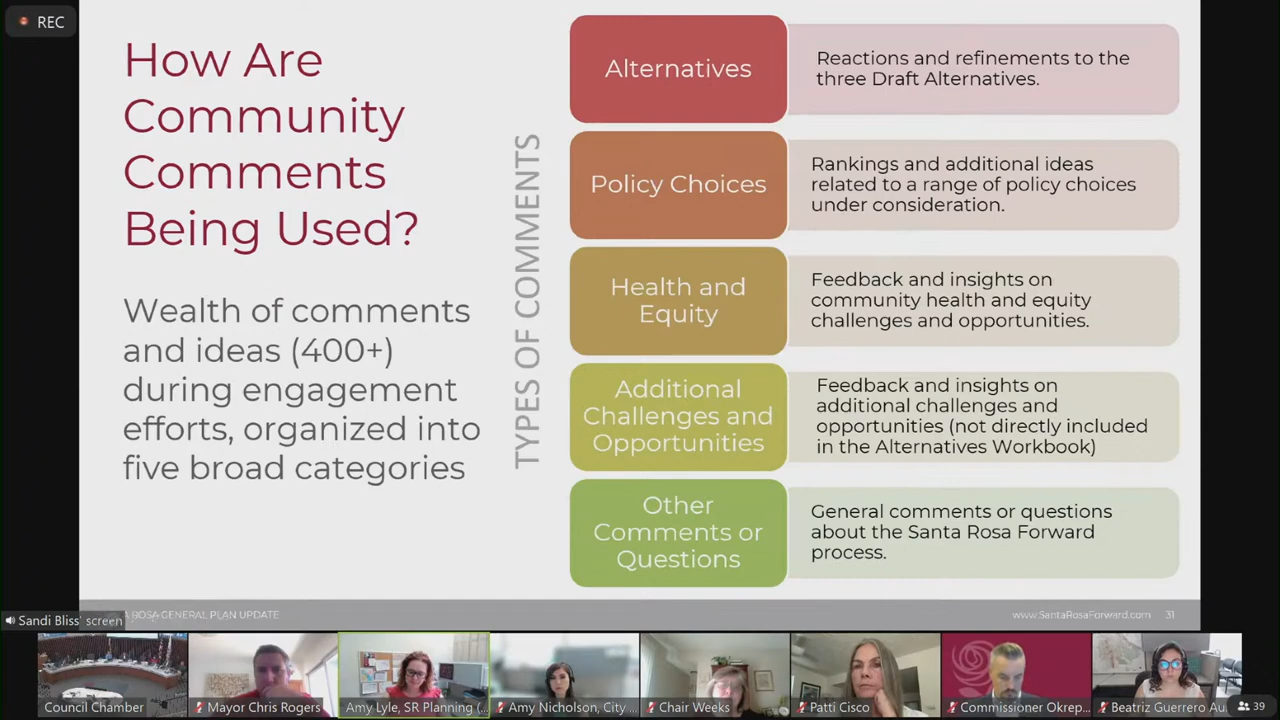 REC
How Are
Community
Comments
Being Used?
Wealth of comments
and ideas (400+)
during engagement
efforts, organized into
five broad categories
TYPES OF COMMENTS
Alternatives
Reactions and refinements to the
three Draft Alternatives.
Policy Choices
Rankings and additional ideas
related to a range of policy choices
under consideration.
Health and
Equity
Feedback and insights on
community health and equity
challenges and opportunities.
Additional
Challenges and
Opportunities
Feedback and insights on
additional challenges and
opportunities (not directly included
in the Alternatives Workbook)
Other
Comments or
Questions
General comments or questions
about the Santa Rosa Forward
process.
Sandi Bliss' screen
A ROSA GENERAL PLAN UPDATE
www.SantaRosaForward.com 31
Council Chamber
Mayor Chris Rogers
Amy Lyle, SR Planning (...
Amy Nicholson, City ...
Chair Weeks
Patti Cisco
Commissioner Okrep...
Beatriz Guerrero Au
39